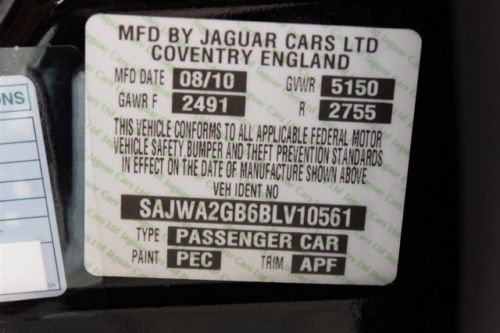 MFD BY JAGUAR CARS LTD
COVENTRY ENGLAND
MFD DATE 08/10 GVWR 5150
GAWR F 2491 R 2755
THIS VEHICLE CONFORMS TO ALL APPLICABLE FEDERAL MOTOR
VEHICLE SAFETY BUMPER AND THEFT PREVENTION STANDARDS
IN EFFECT ON THE DATE OF MANUFACTURE SHOWN ABOVE.
VEH IDENT NO
SAJWA2GB6BLV10561
TYPE PASSENGER CAR
PAINT PEC TRIM APF